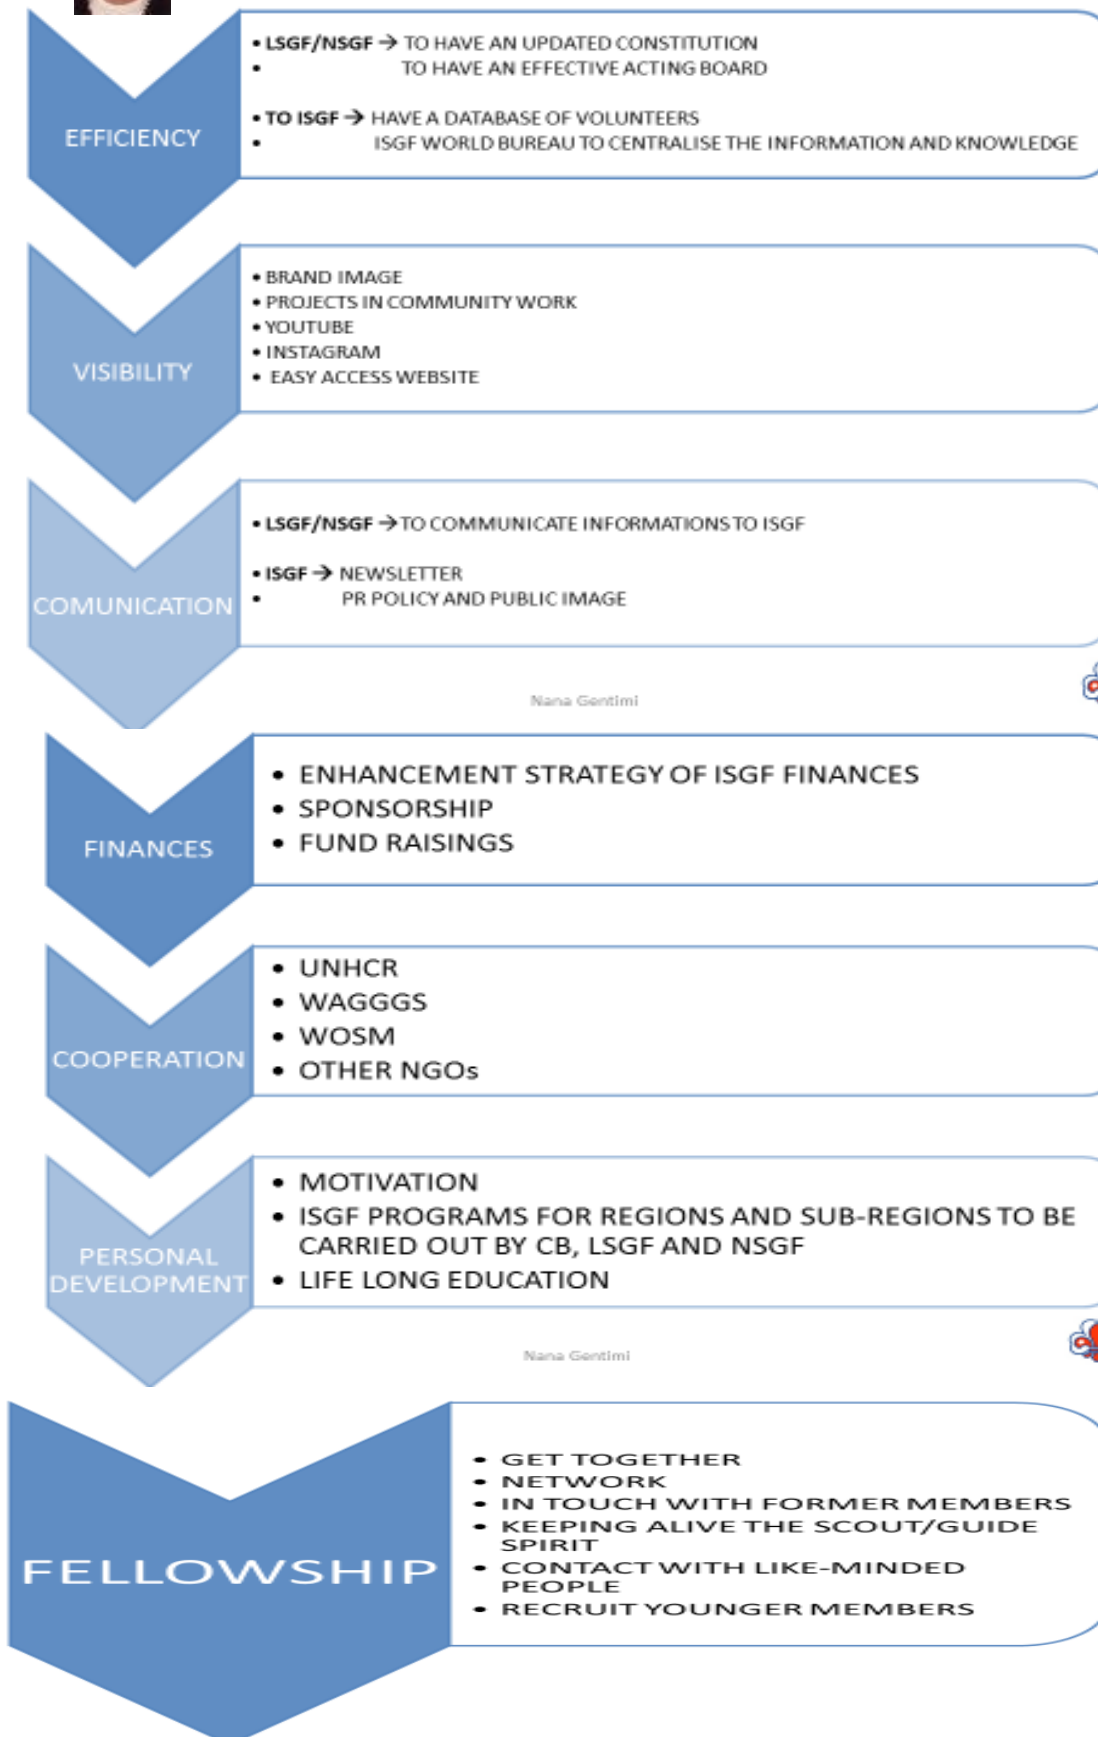 EFFICIENCY
• LSGF/NSGF → TO HAVE AN UPDATED CONSTITUTION
• TO HAVE AN EFFECTIVE ACTING BOARD
• TO ISGF → HAVE A DATABASE OF VOLUNTEERS
• ISGF WORLD BUREAU TO CENTRALISE THE INFORMATION AND KNOWLEDGE
VISIBILITY
• BRAND IMAGE
• PROJECTS IN COMMUNITY WORK
• YOUTUBE
• INSTAGRAM
• EASY ACCESS WEBSITE
COMUNICATION
• LSGF/NSGF → TO COMMUNICATE INFORMATIONS TO ISGF
• ISGF → NEWSLETTER
• PR POLICY AND PUBLIC IMAGE
Nana Gentimi
FINANCES
• ENHANCEMENT STRATEGY OF ISGF FINANCES
• SPONSORSHIP
• FUND RAISINGS
COOPERATION
• UNHCR
• WAGGGS
• WOSM
• OTHER NGOs
PERSONAL
DEVELOPMENT
• MOTIVATION
• ISGF PROGRAMS FOR REGIONS AND SUB-REGIONS TO BE
CARRIED OUT BY CB, LSGF AND NSGF
• LIFE LONG EDUCATION
Nana Gentimi
FELLOWSHIP
• GET TOGETHER
• NETWORK
• IN TOUCH WITH FORMER MEMBERS
• KEEPING ALIVE THE SCOUT/GUIDE
SPIRIT
• CONTACT WITH LIKE-MINDED
PEOPLE
• RECRUIT YOUNGER MEMBERS